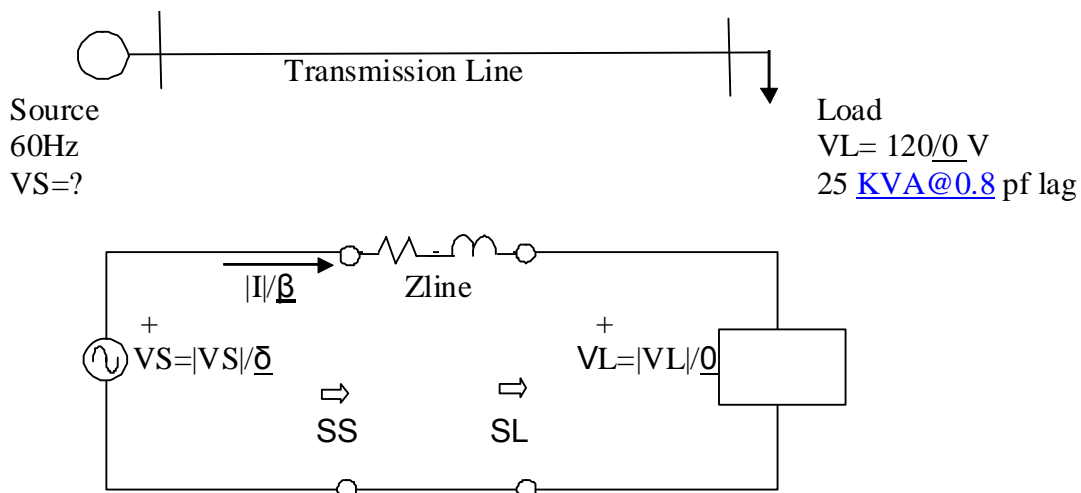 Transmission Line
Source
60Hz
VS=?
Load
VL= 120/0 V
25 KVA@0.8 pf lag
|I|/β
Zline
+
VS=|VS|/δ
+
VL=|VL|/0
SS
SL